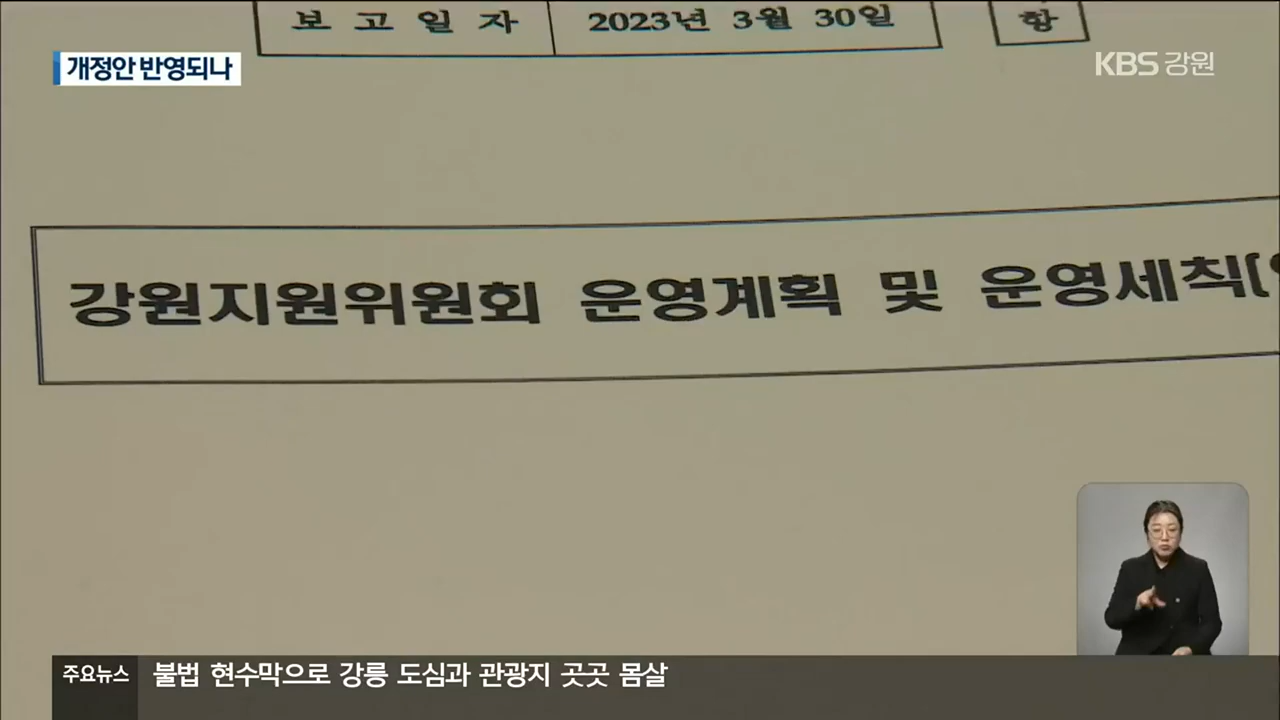 보고일자 2023년 3월 30일 항
개정안 반영되나
KBS 강원
강원지원위원회 운영계획 및 운영세칙(
주요뉴스 불법 현수막으로 강릉 도심과 관광지 곳곳 몸살